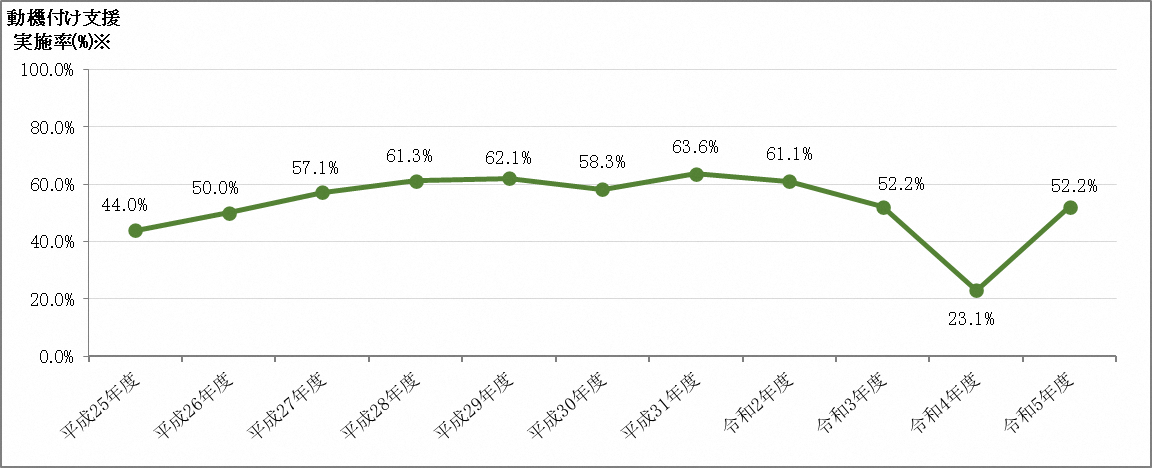 動機付け支援
実施率(%)※
100.0%
80.0%
60.0%
40.0%
20.0%
0.0%
44.0%
50.0%
57.1%
61.3%
62.1%
58.3%
63.6%
61.1%
52.2%
23.1%
52.2%
平成25年度
平成26年度
平成27年度
平成28年度
平成29年度
平成30年度
平成31年度
令和2年度
令和3年度
令和4年度
令和5年度